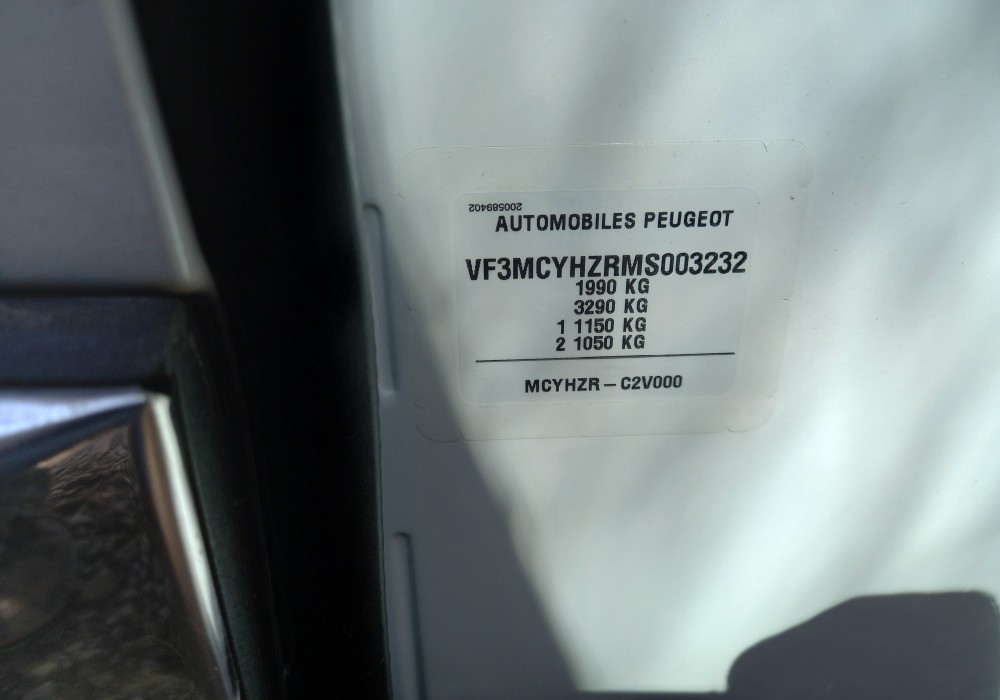 200589402
AUTOMOBILES PEUGEOT
VF3MCYHZRMS003232
1990 KG
3290 KG
1 1150 KG
2 1050 KG
MCYHZR – C2V000